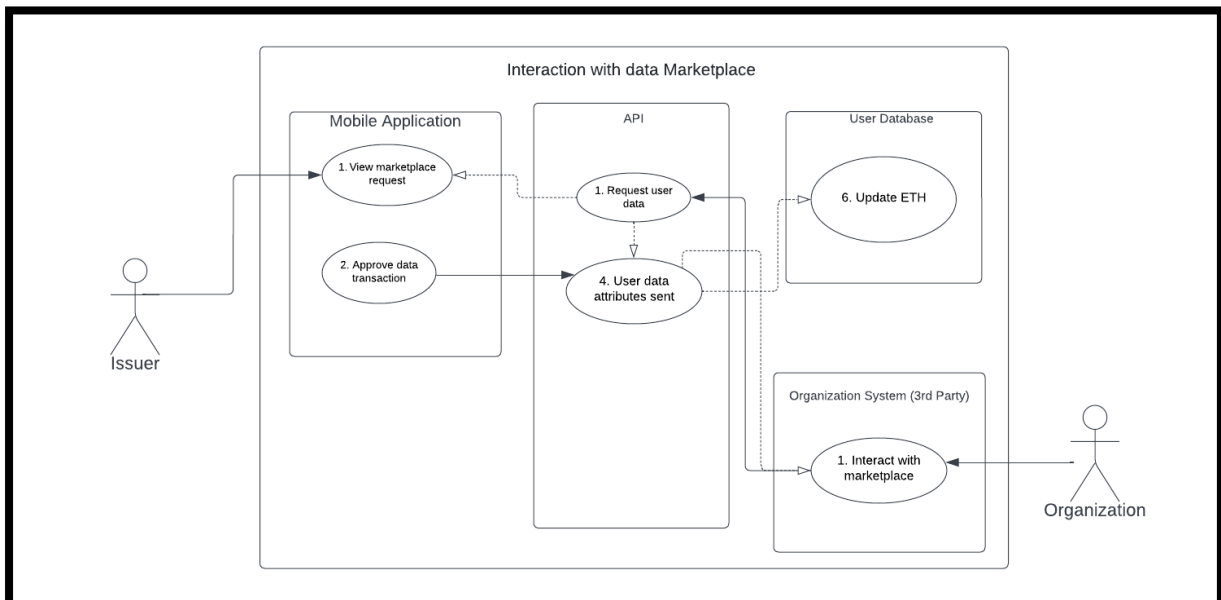 Interaction with data Marketplace
Mobile Application
1. View marketplace
request
2. Approve data
transaction
API
1. Request user
data
4. User data
attributes sent
User Database
6. Update ETH
Organization System (3rd Party)
1. Interact with
marketplace
Issuer
Organization